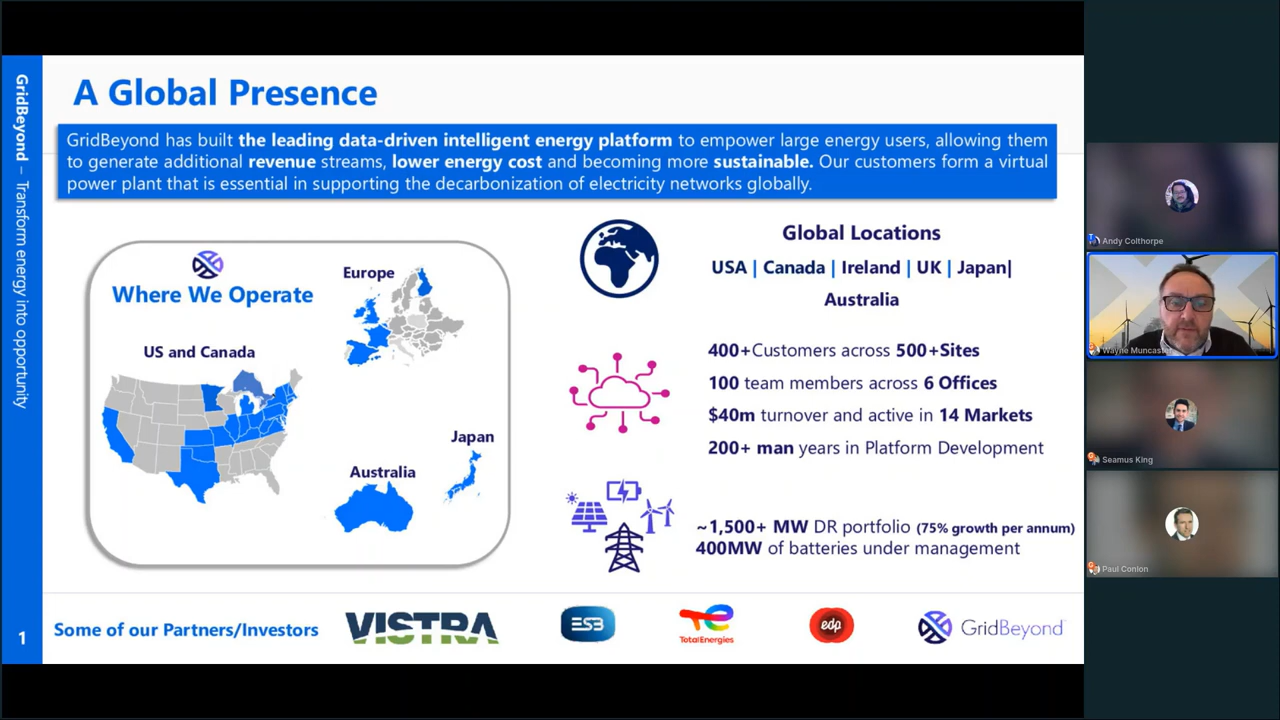 GridBeyond – Transform energy into opportunity
1
A Global Presence
GridBeyond has built the leading data-driven intelligent energy platform to empower large energy users, allowing them
to generate additional revenue streams, lower energy cost and becoming more sustainable. Our customers form a virtual
power plant that is essential in supporting the decarbonization of electricity networks globally.
Where We Operate
US and Canada
Europe
Japan
Australia
Global Locations
USA | Canada | Ireland | UK | Japan|
Australia
400+Customers across 500+Sites
100 team members across 6 Offices
$40m turnover and active in 14 Markets
200+ man years in Platform Development
~1,500+ MW DR portfolio (75% growth per annum)
400MW of batteries under management
Some of our Partners/Investors
VISTRA
ESB
TotalEnergies
edp
GridBeyond
Andy Colthorpe
Wayne Muncaster
Seamus King
Paul Conlon